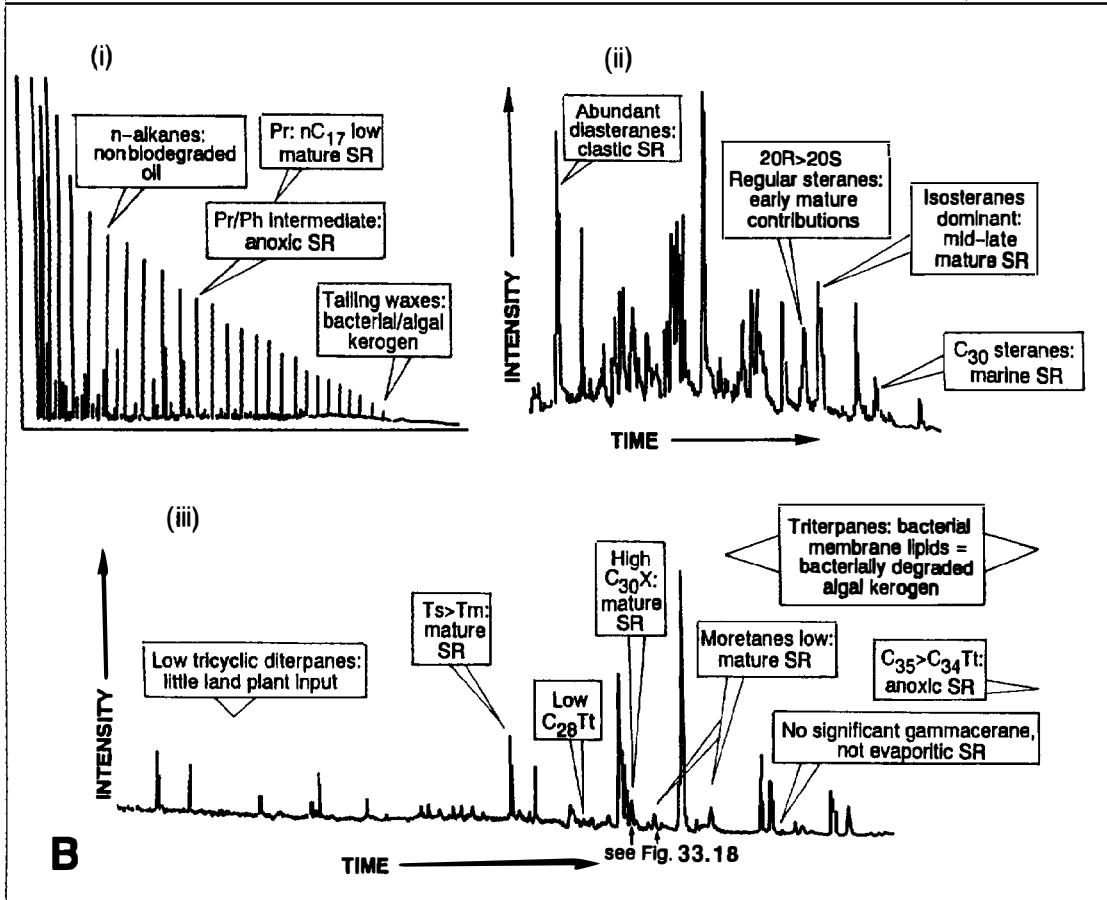 (i)
n-alkanes:
nonbiodegraded
oil
Pr: nC17 low
mature SR
Pr/Ph Intermediate:
anoxic SR
Tailing waxes:
bacterial/algal
kerogen
(ii)
INTENSITY
Abundant
diasteranes:
clastic SR
20R>20S
Regular steranes:
early mature
contributions
Isosteranes
dominant:
mid-late
mature SR
C30 steranes:
marine SR
TIME
(iii)
INTENSITY
Low tricyclic diterpanes:
little land plant input
Ts>Tm:
mature
SR
Low
C28Tt
High
C30X:
mature
SR
Moretanes low:
mature SR
Triterpanes: bacterial
membrane lipids =
bacterially degraded
algal kerogen
C35>C34Tt:
anoxic SR
No significant gammacerane,
not evaporitic SR
see Fig. 33.18
B
TIME